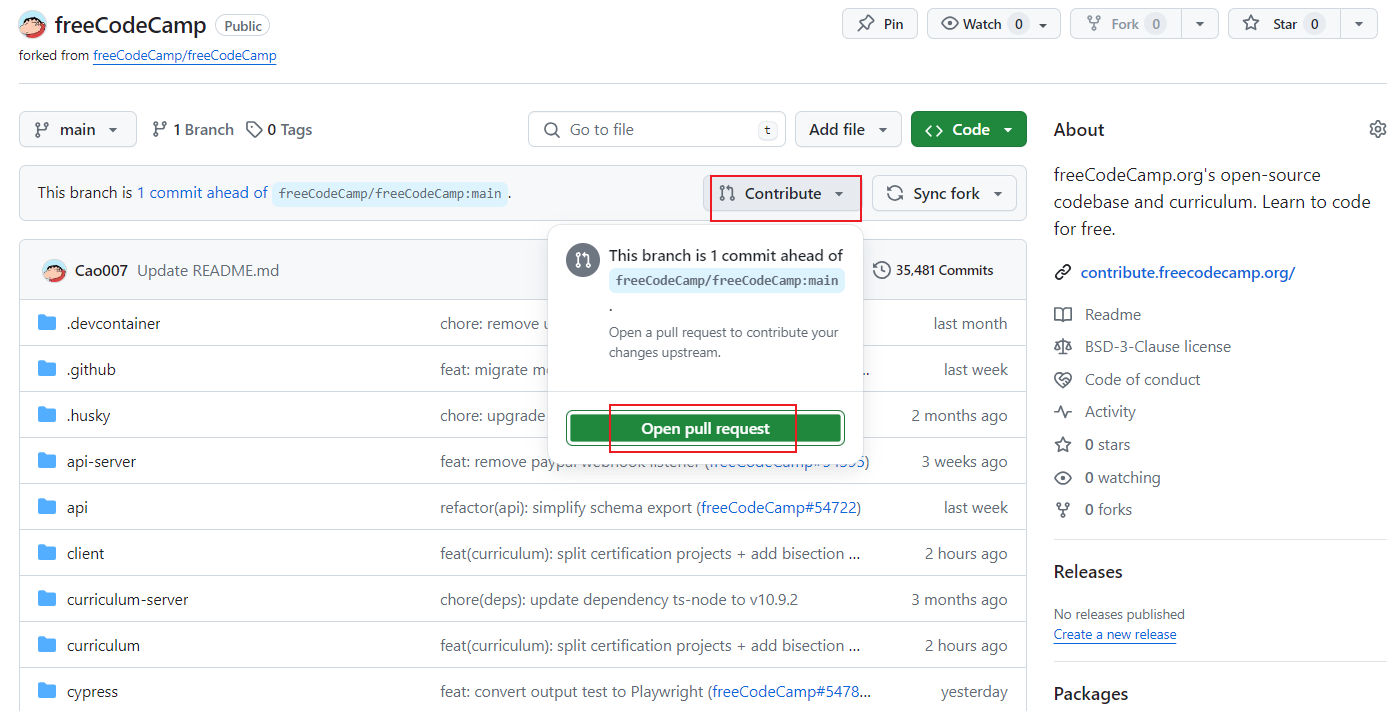 freeCodeCamp Public Pin Watch 0 Fork 0 Star 0
forked from freeCodeCamp/freeCodeCamp
main 1 Branch 0 Tags Go to file t Add file Code
This branch is 1 commit ahead of freeCodeCamp/freeCodeCamp:main . Contribute Sync fork
This branch is 1 commit ahead of
freeCodeCamp/freeCodeCamp:main
.
Open a pull request to contribute your
changes upstream.
Open pull request
Cao007 Update README.md 35,481 Commits
.devcontainer chore: remove last month
.github feat: migrate .. last week
.husky chore: upgrade 2 months ago
api-server feat: remove paypal webhook listener 3 weeks ago
api refactor(api): simplify schema export (freeCodeCamp#54722) last week
client feat(curriculum): split certification projects + add bisection ... 2 hours ago
curriculum-server chore(deps): update dependency ts-node to v10.9.2 3 months ago
curriculum feat(curriculum): split certification projects + add bisection ... 2 hours ago
cypress feat: convert output test to Playwright (freeCodeCamp#5478... yesterday
About
freeCodeCamp.org's open-source
codebase and curriculum. Learn to code
for free.
contribute.freecodecamp.org/
Readme
BSD-3-Clause license
Code of conduct
Activity
0 stars
0 watching
0 forks
Releases
No releases published
Create a new release
Packages